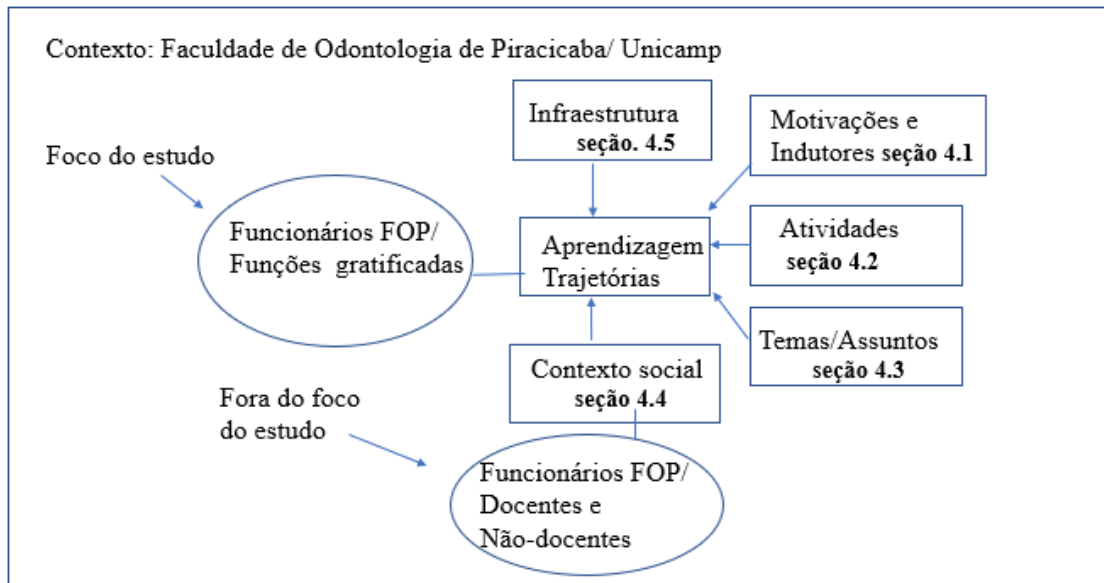 Contexto: Faculdade de Odontologia de Piracicaba/ Unicamp
Infraestrutura
seção. 4.5
Motivações e
Indutores seção 4.1
Foco do estudo
Funcionários FOP/
Funções gratificadas
Aprendizagem
Trajetórias
Atividades
seção 4.2
Temas/Assuntos
seção 4.3
Contexto social
seção 4.4
Fora do foco
do estudo
Funcionários FOP/
Docentes e
Não-docentes